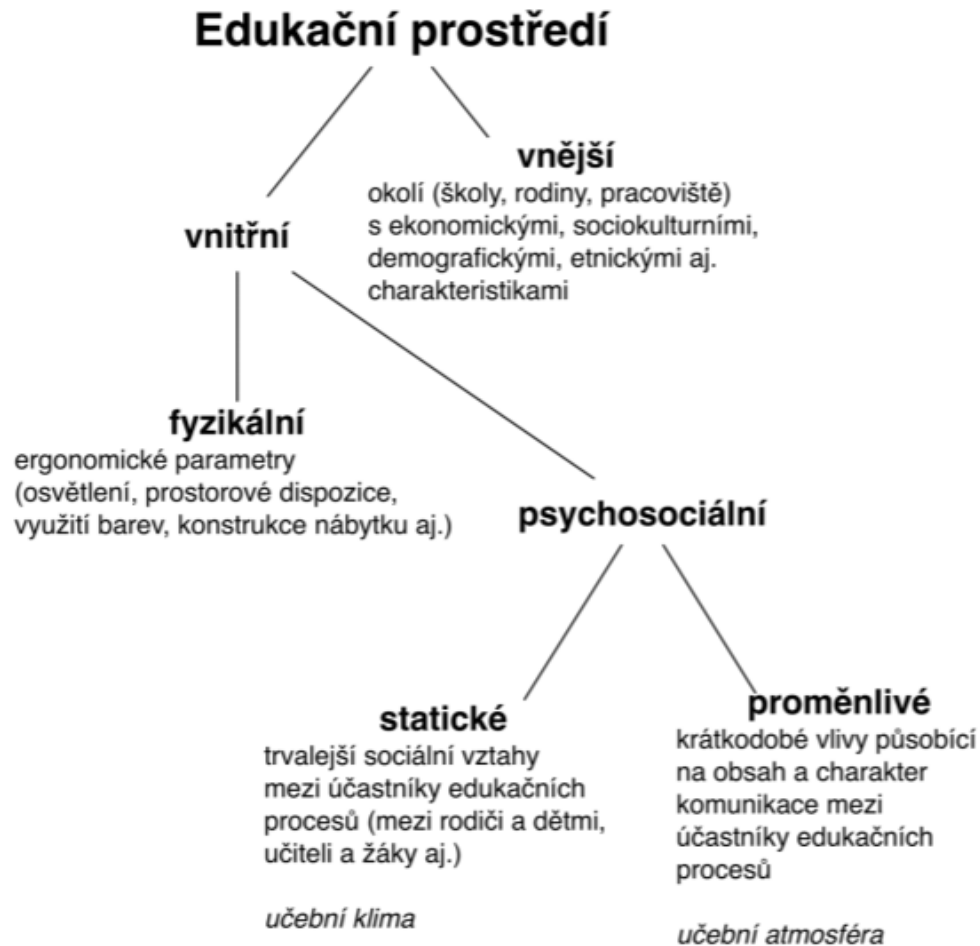 Edukační prostředí
vnější
okolí (školy, rodiny, pracoviště)
s ekonomickými, sociokulturními,
demografickými, etnickými aj.
charakteristikami
vnitřní
fyzikální
ergonomické parametry
(osvětlení, prostorové dispozice,
využití barev, konstrukce nábytku aj.)
psychosociální
statické
trvalejší sociální vztahy
mezi účastníky edukačních
procesů (mezi rodiči a dětmi,
učiteli a žáky aj.)
učební klima
proměnlivé
krátkodobé vlivy působící
na obsah a charakter
komunikace mezi
účastníky edukačních
procesů
učební atmosféra